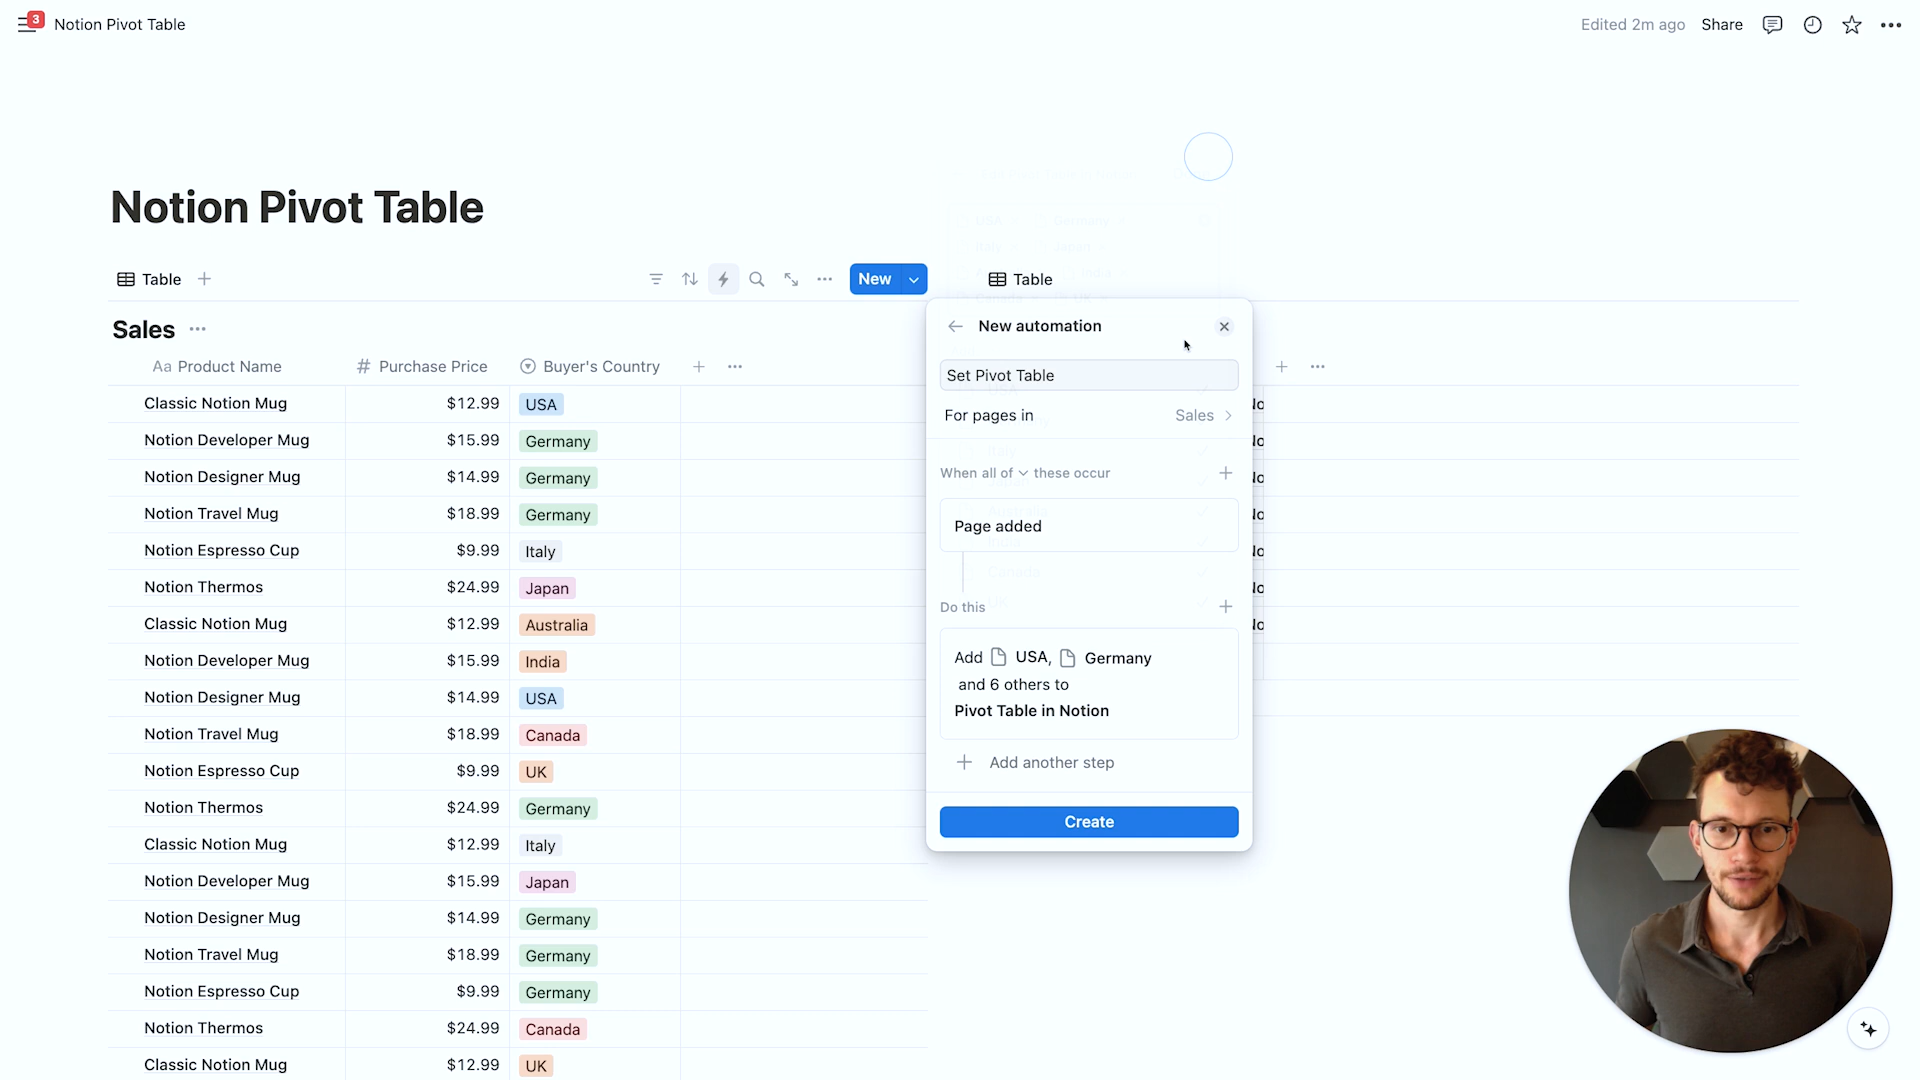 3 Notion Pivot Table Edited 2m ago Share
Notion Pivot Table
Table New Table
Sales
Aa Product Name # Purchase Price Buyer's Country
Classic Notion Mug $12.99 USA
Notion Developer Mug $15.99 Germany
Notion Designer Mug $14.99 Germany
Notion Travel Mug $18.99 Germany
Notion Espresso Cup $9.99 Italy
Notion Thermos $24.99 Japan
Classic Notion Mug $12.99 Australia
Notion Developer Mug $15.99 India
Notion Designer Mug $14.99 USA
Notion Travel Mug $18.99 Canada
Notion Espresso Cup $9.99 UK
Notion Thermos $24.99 Germany
Classic Notion Mug $12.99 Italy
Notion Developer Mug $15.99 Japan
Notion Designer Mug $14.99 Germany
Notion Travel Mug $18.99 Germany
Notion Espresso Cup $9.99 Germany
Notion Thermos $24.99 Canada
Classic Notion Mug $12.99 UK
New automation
Set Pivot Table
For pages in Sales
When all of these occur
Page added
Do this
Add USA, Germany
and 6 others to
Pivot Table in Notion
Add another step
Create